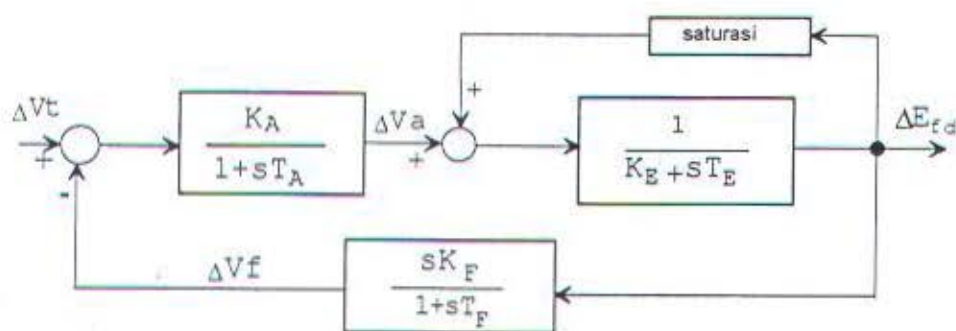 saturasi
+
ΔVt
+
-
K_A
1+sT_A
ΔVa
+
1
K_E+sT_E
ΔE_fd
ΔVf
sK_F
1+sT_F